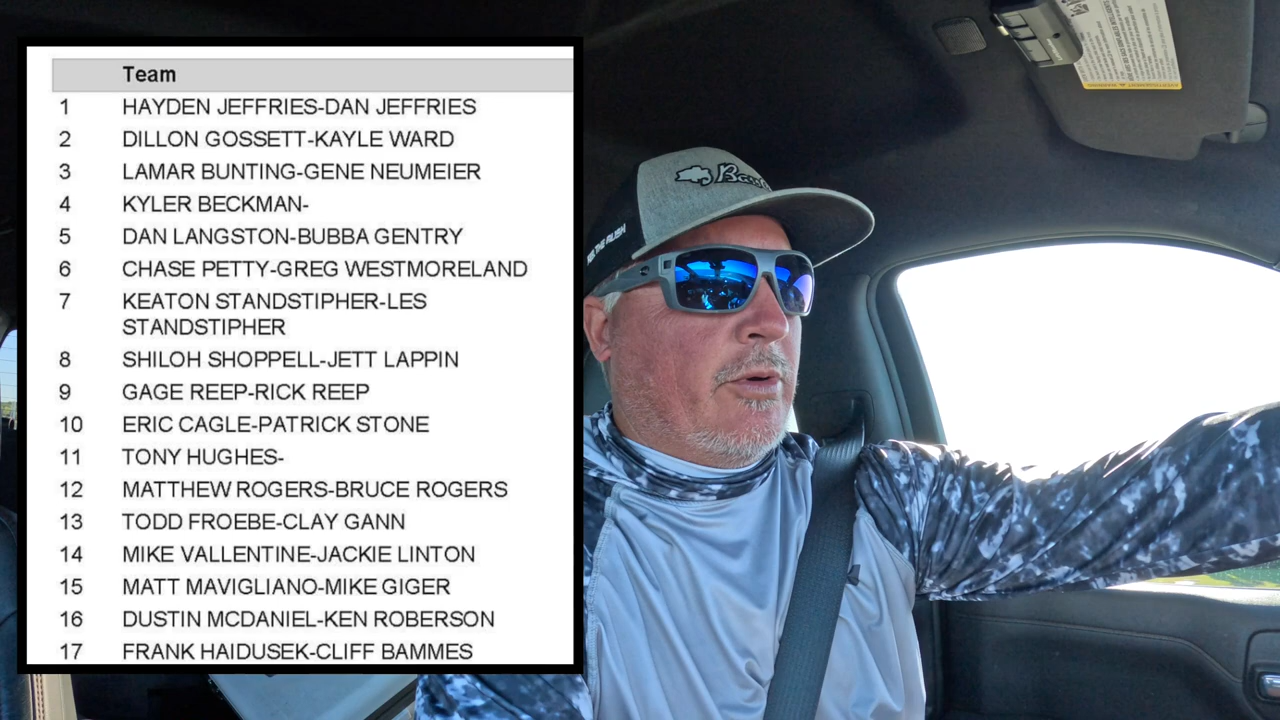 Team
1 HAYDEN JEFFRIES-DAN JEFFRIES
2 DILLON GOSSETT-KAYLE WARD
3 LAMAR BUNTING-GENE NEUMEIER
4 KYLER BECKMAN-
5 DAN LANGSTON-BUBBA GENTRY
6 CHASE PETTY-GREG WESTMORELAND
7 KEATON STANDSTIPHER-LES
STANDSTIPHER
8 SHILOH SHOPPELL-JETT LAPPIN
9 GAGE REEP-RICK REEP
10 ERIC CAGLE-PATRICK STONE
11 TONY HUGHES-
12 MATTHEW ROGERS-BRUCE ROGERS
13 TODD FROEBE-CLAY GANN
14 MIKE VALLENTINE-JACKIE LINTON
15 MATT MAVIGLIANO-MIKE GIGER
16 DUSTIN MCDANIEL-KEN ROBERSON
17 FRANK HAIDUSEK-CLIFF BAMMES
THE RUSH